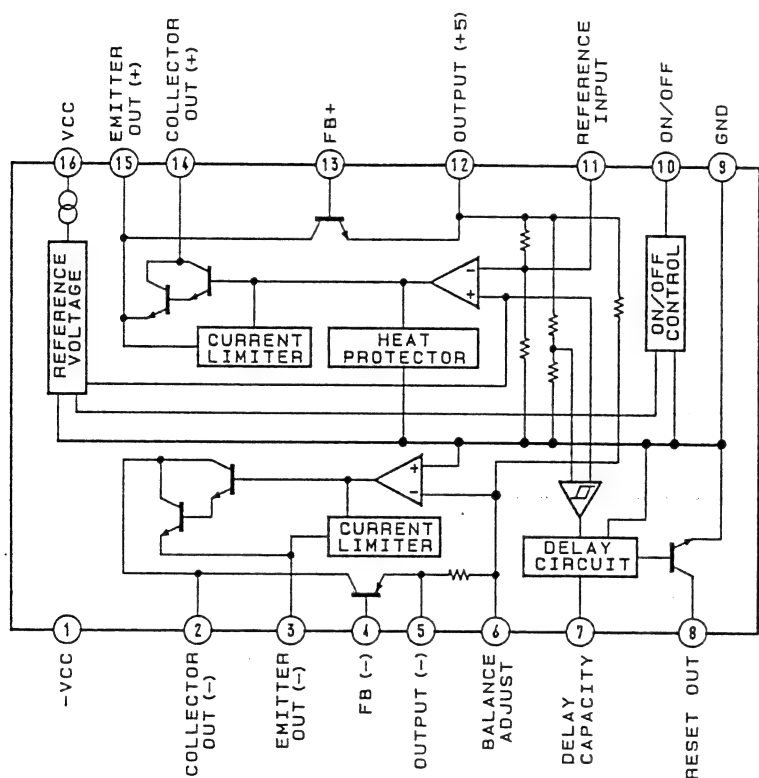 VCC
EMITTER
OUT (+)
COLLECTOR
OUT (+)
FB+
OUTPUT (+5)
REFERENCE
INPUT
ON/OFF
GND
16
15
14
13
12
11
10
9
REFERENCE
VOLTAGE
CURRENT
LIMITER
HEAT
PROTECTOR
-
+
ON/OFF
CONTROL
+
-
CURRENT
LIMITER
DELAY
CIRCUIT
1
2
3
4
5
6
7
8
-VCC
COLLECTOR
OUT (-)
EMITTER
OUT (-)
FB (-)
OUTPUT (-)
BALANCE
ADJUST
DELAY
CAPACITY
RESET OUT